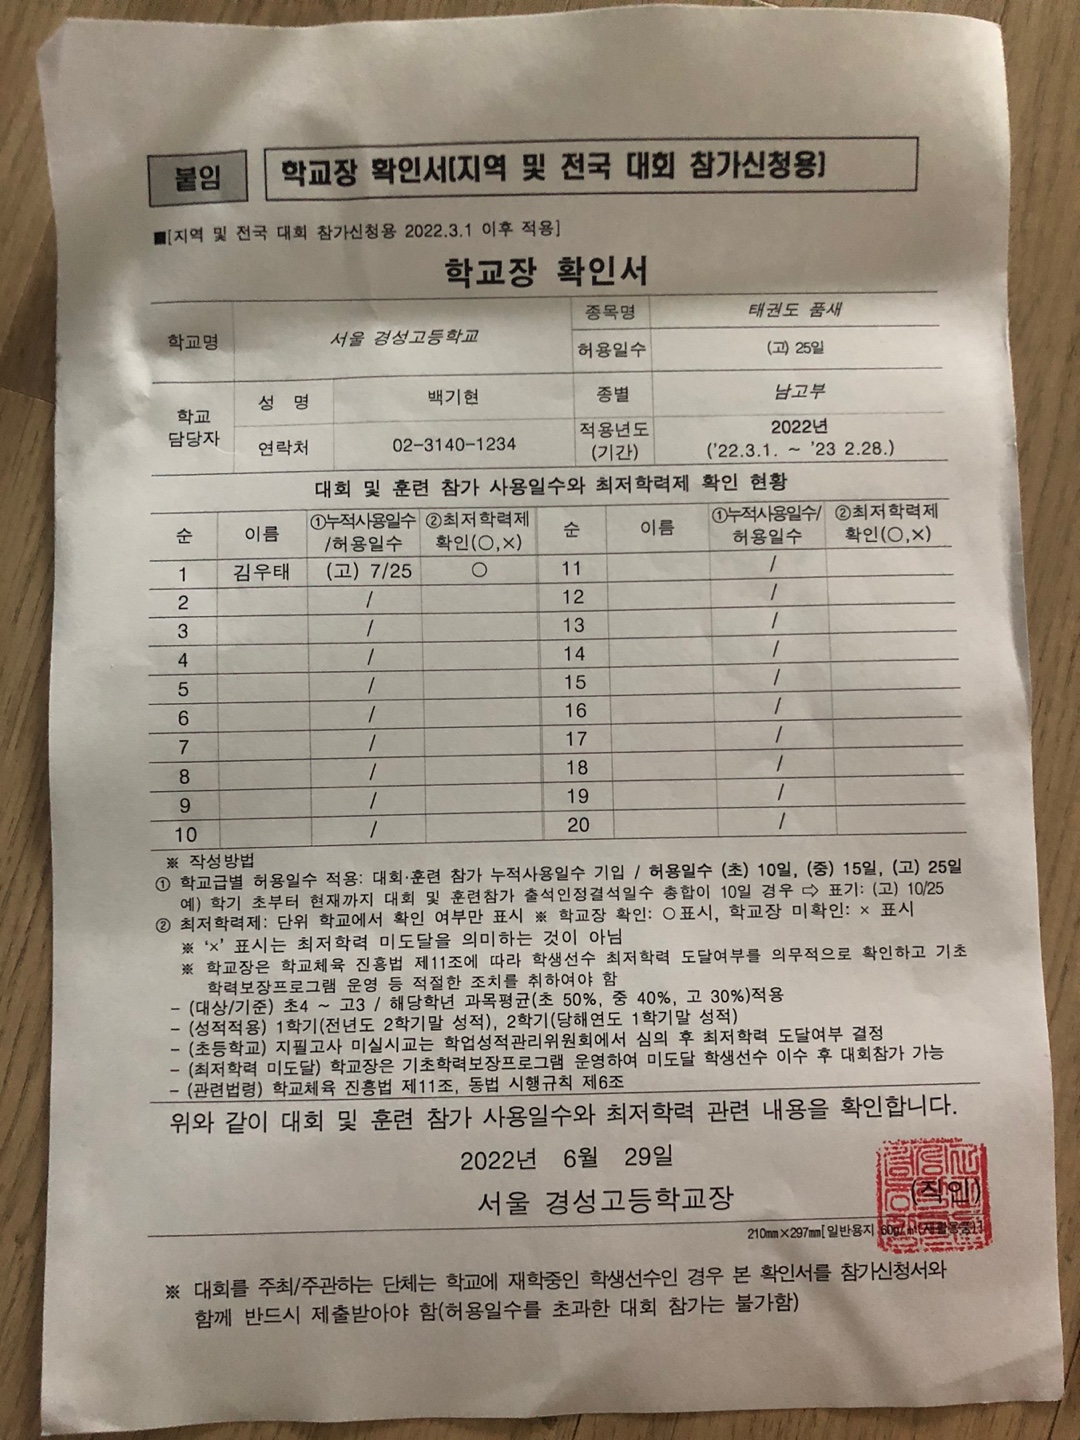 붙임 학교장 확인서[지역 및 전국 대회 참가신청용]
■[지역 및 전국 대회 참가신청용 2022.3.1 이후 적용]
학교장 확인서
학교명 서울 경성고등학교 종목명 태권도 품새
허용일수 (고) 25일
학교 담당자 성 명 백기현 종별 남고부
연락처 02-3140-1234 적용년도 (기간) 2022년 ('22.3.1. ~ '23 2.28.)
대회 및 훈련 참가 사용일수와 최저학력제 확인 현황
순 이름 ①누적사용일수/허용일수 ②최저학력제 확인(○,×) 순 이름 ①누적사용일수/허용일수 ②최저학력제 확인(○,×)
1 김우태 (고) 7/25 ○ 11 /
2 / 12 /
3 / 13 /
4 / 14 /
5 / 15 /
6 / 16 /
7 / 17 /
8 / 18 /
9 / 19 /
10 / 20 /
※ 작성방법
① 학교급별 허용일수 적용: 대회·훈련 참가 누적사용일수 기입 / 허용일수 (초) 10일, (중) 15일, (고) 25일
예) 학기 초부터 현재까지 대회 및 훈련참가 출석인정결석일수 총합이 10일 경우 ⇨ 표기: (고) 10/25
② 최저학력제: 단위 학교에서 확인 여부만 표시 ※ 학교장 확인: ○표시, 학교장 미확인: × 표시
※ '×' 표시는 최저학력 미도달을 의미하는 것이 아님
※ 학교장은 학교체육 진흥법 제11조에 따라 학생선수 최저학력 도달여부를 의무적으로 확인하고 기초
학력보장프로그램 운영 등 적절한 조치를 취하여야 함
- (대상/기준) 초4 ~ 고3 / 해당학년 과목평균(초 50%, 중 40%, 고 30%)적용
- (성적적용) 1학기(전년도 2학기말 성적), 2학기(당해연도 1학기말 성적)
- (초등학교) 지필고사 미실시교는 학업성적관리위원회에서 심의 후 최저학력 도달여부 결정
- (최저학력 미도달) 학교장은 기초학력보장프로그램 운영하여 미도달 학생선수 이수 후 대회참가 가능
- (관련법령) 학교체육 진흥법 제11조, 동법 시행규칙 제6조
위와 같이 대회 및 훈련 참가 사용일수와 최저학력 관련 내용을 확인합니다.
2022년 6월 29일
서울 경성고등학교장 (직인)
210㎜×297㎜[일반용지 60g/㎡(재활용품)]
※ 대회를 주최/주관하는 단체는 학교에 재학중인 학생선수인 경우 본 확인서를 참가신청서와
함께 반드시 제출받아야 함(허용일수를 초과한 대회 참가는 불가함)